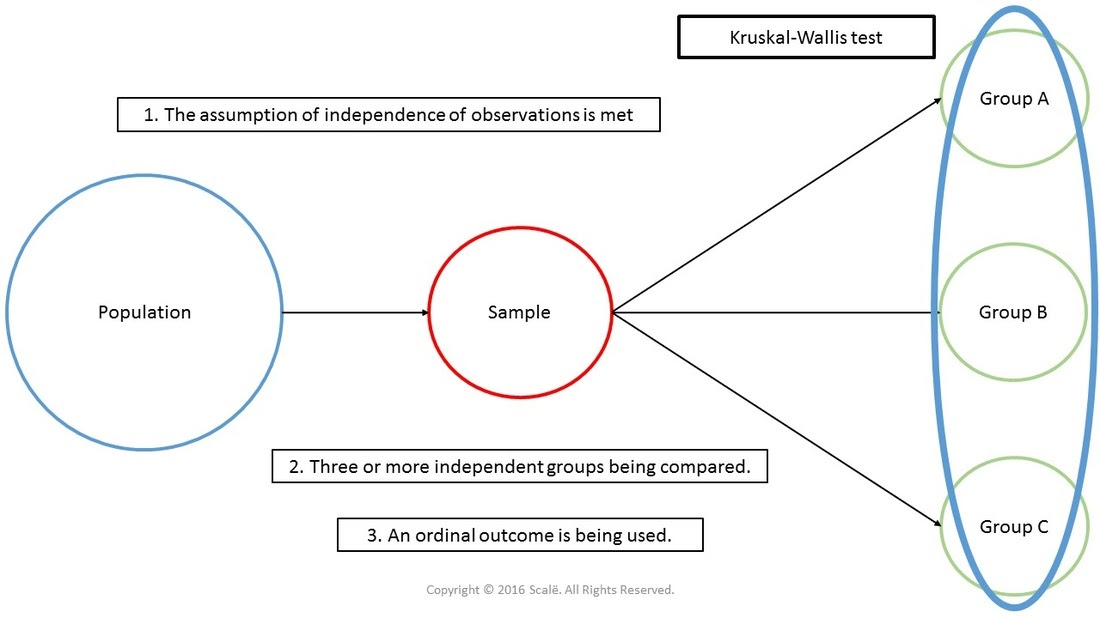 Kruskal-Wallis test
Group A
1. The assumption of independence of observations is met
Population
Sample
Group B
2. Three or more independent groups being compared.
3. An ordinal outcome is being used.
Group C
Copyright © 2016 Scalë. All Rights Reserved.